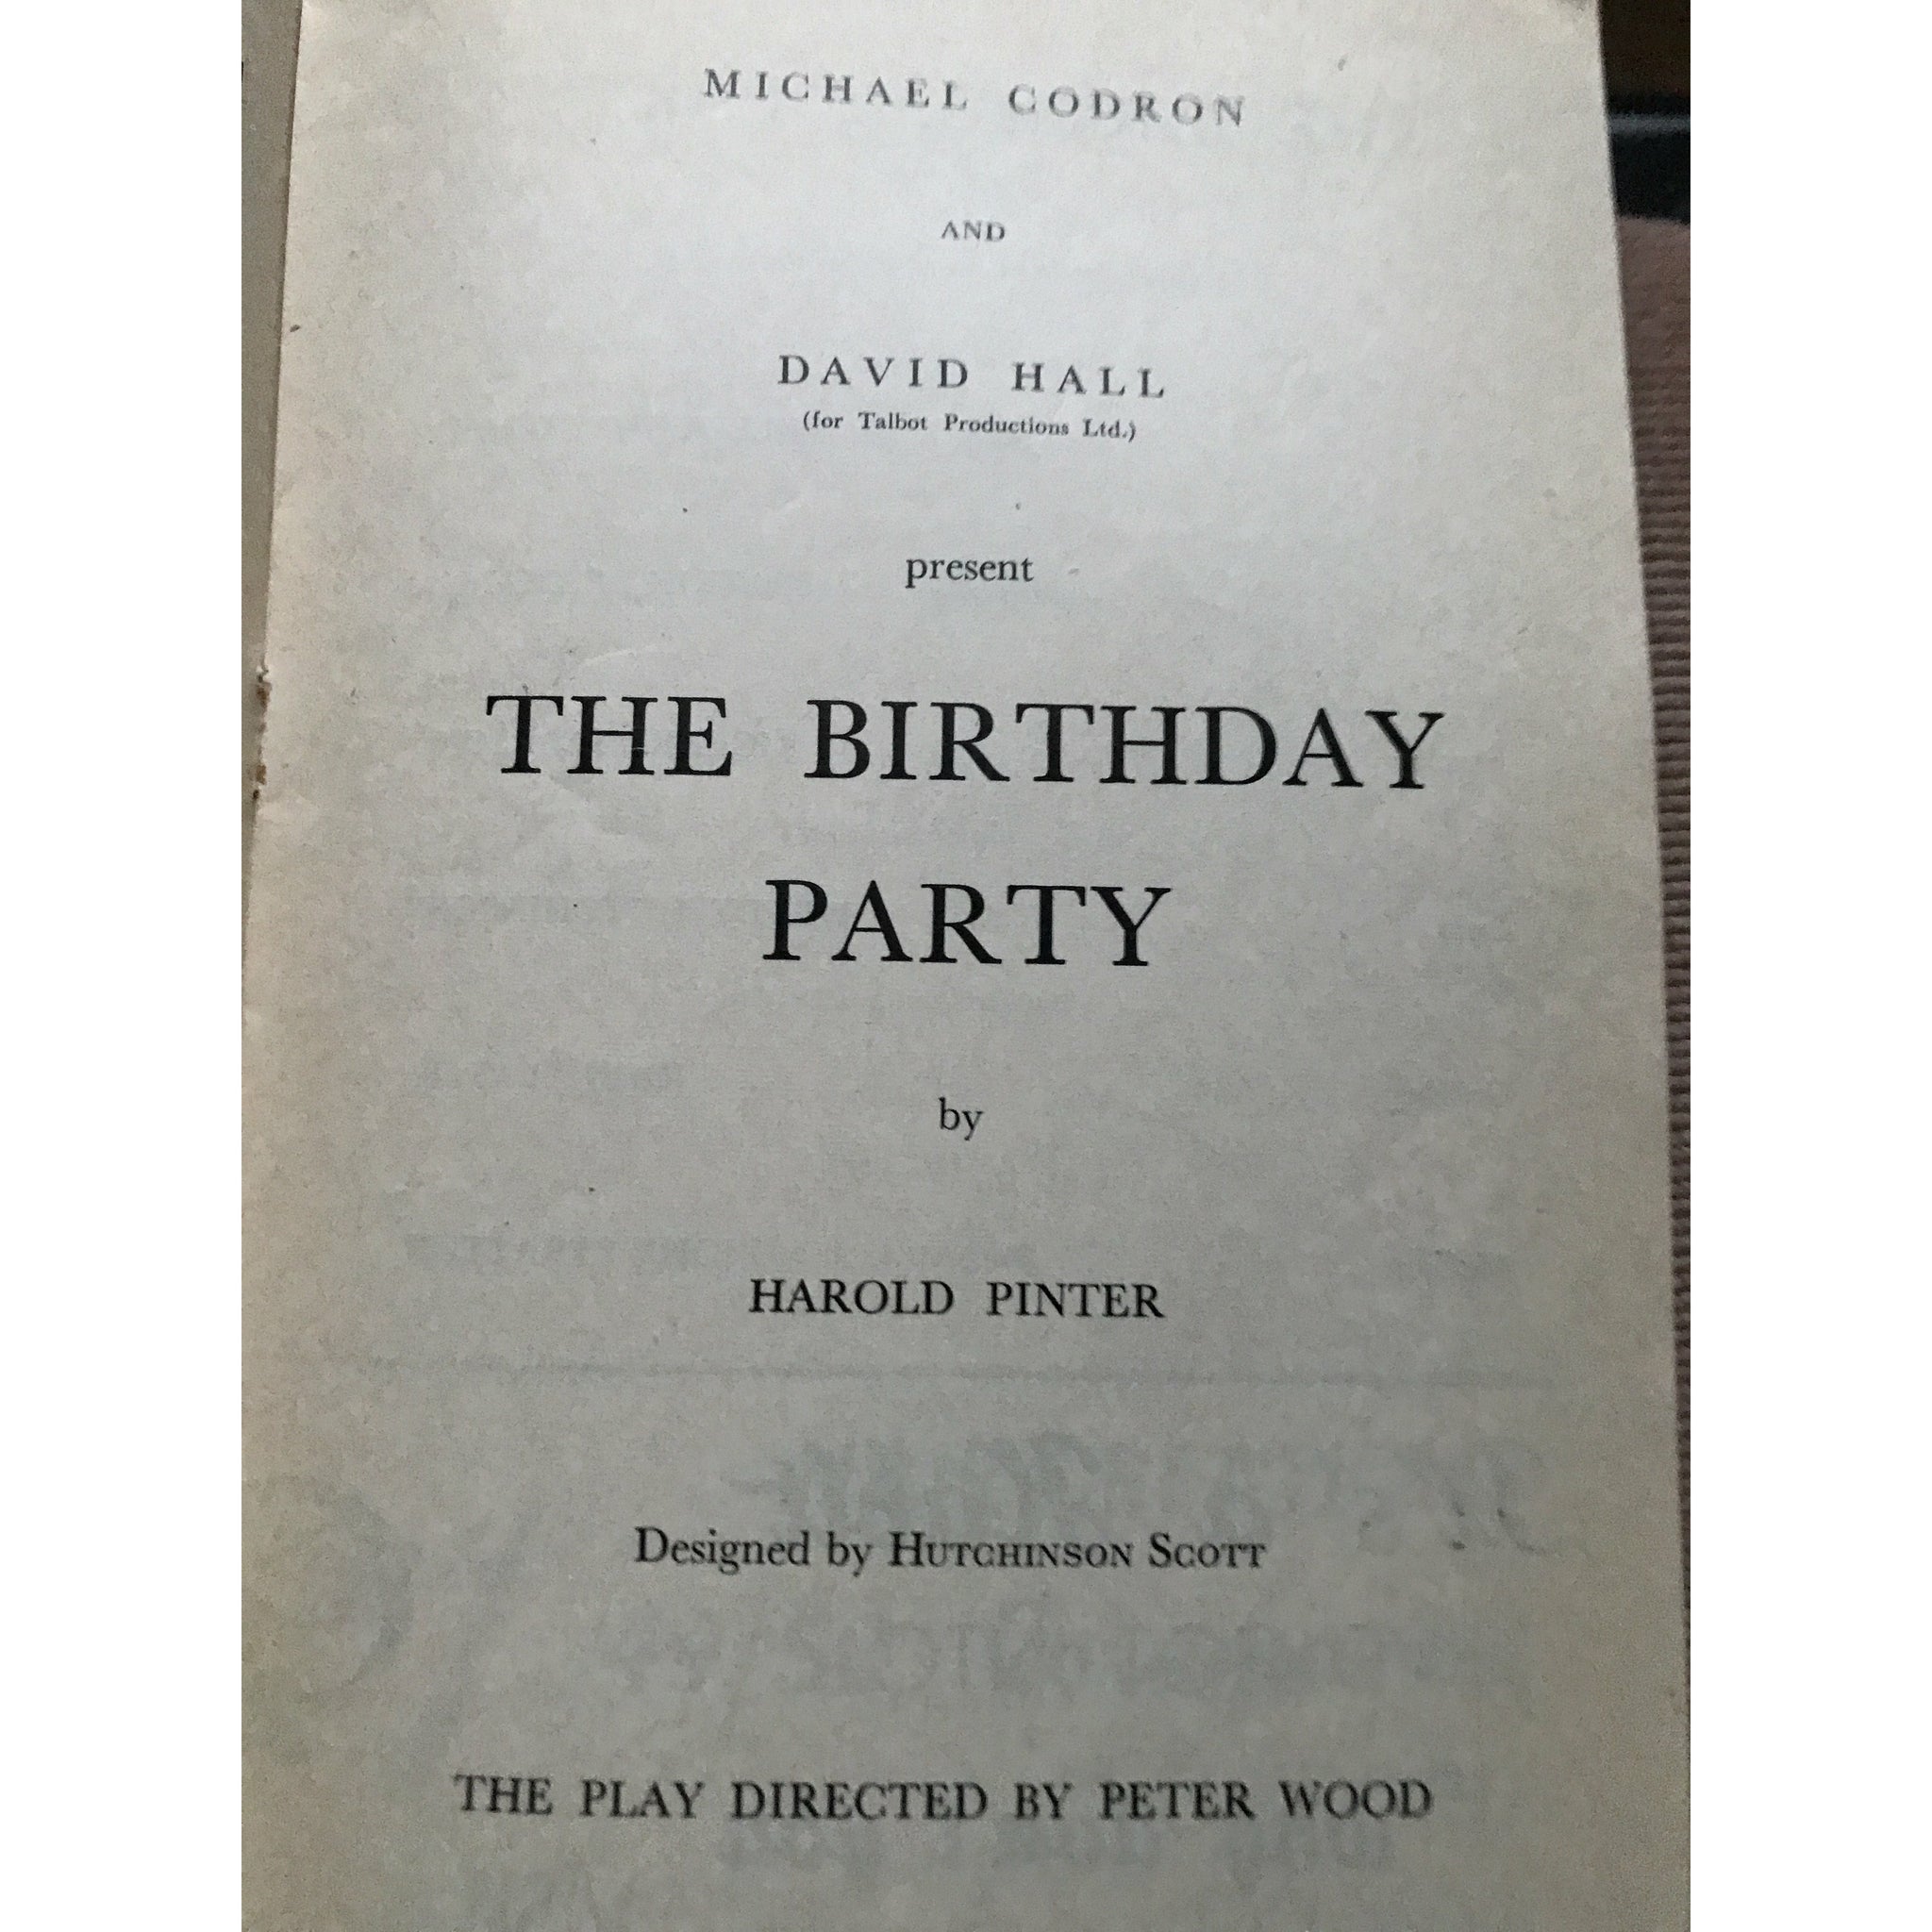 MICHAEL CODRON
AND
DAVID HALL
(for Talbot Productions Ltd.)
present
THE BIRTHDAY
PARTY
by
HAROLD PINTER
Designed by HUTCHINSON SCOTT
THE PLAY DIRECTED BY PETER WOOD